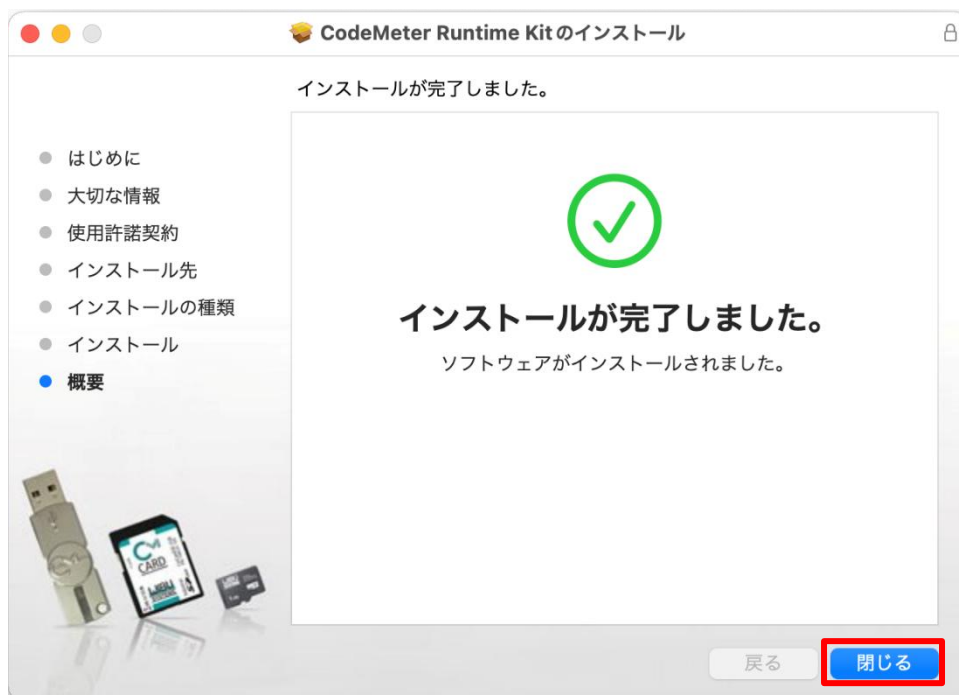 CodeMeter Runtime Kitのインストール
インストールが完了しました。
はじめに
大切な情報
使用許諾契約
インストール先
インストールの種類
インストール
概要
インストールが完了しました。
ソフトウェアがインストールされました。
CM
CARD
WIBU
SYSTEMS
戻る
閉じる